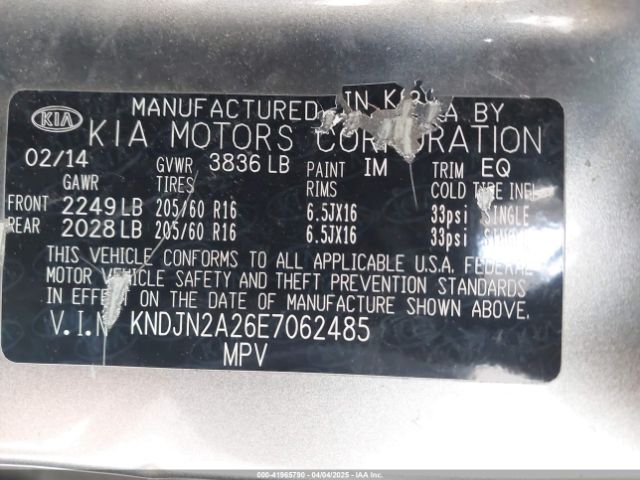 KIA
MANUFACTURED IN KOREA BY
KIA MOTORS CORPORATION
02/14 GVWR 3836 LB PAINT IM TRIM EQ
GAWR TIRES RIMS COLD TIRE INFL
FRONT 2249 LB 205/60 R16 6.5JX16 33psi SINGLE
REAR 2028 LB 205/60 R16 6.5JX16 33psi SINGLE
THIS VEHICLE CONFORMS TO ALL APPLICABLE U.S.A. FEDERAL
MOTOR VEHICLE SAFETY AND THEFT PREVENTION STANDARDS
IN EFFECT ON THE DATE OF MANUFACTURE SHOWN ABOVE.
V.I.N KNDJN2A26E7062485
MPV
000-41965790 - 04/04/2025 - IAA.